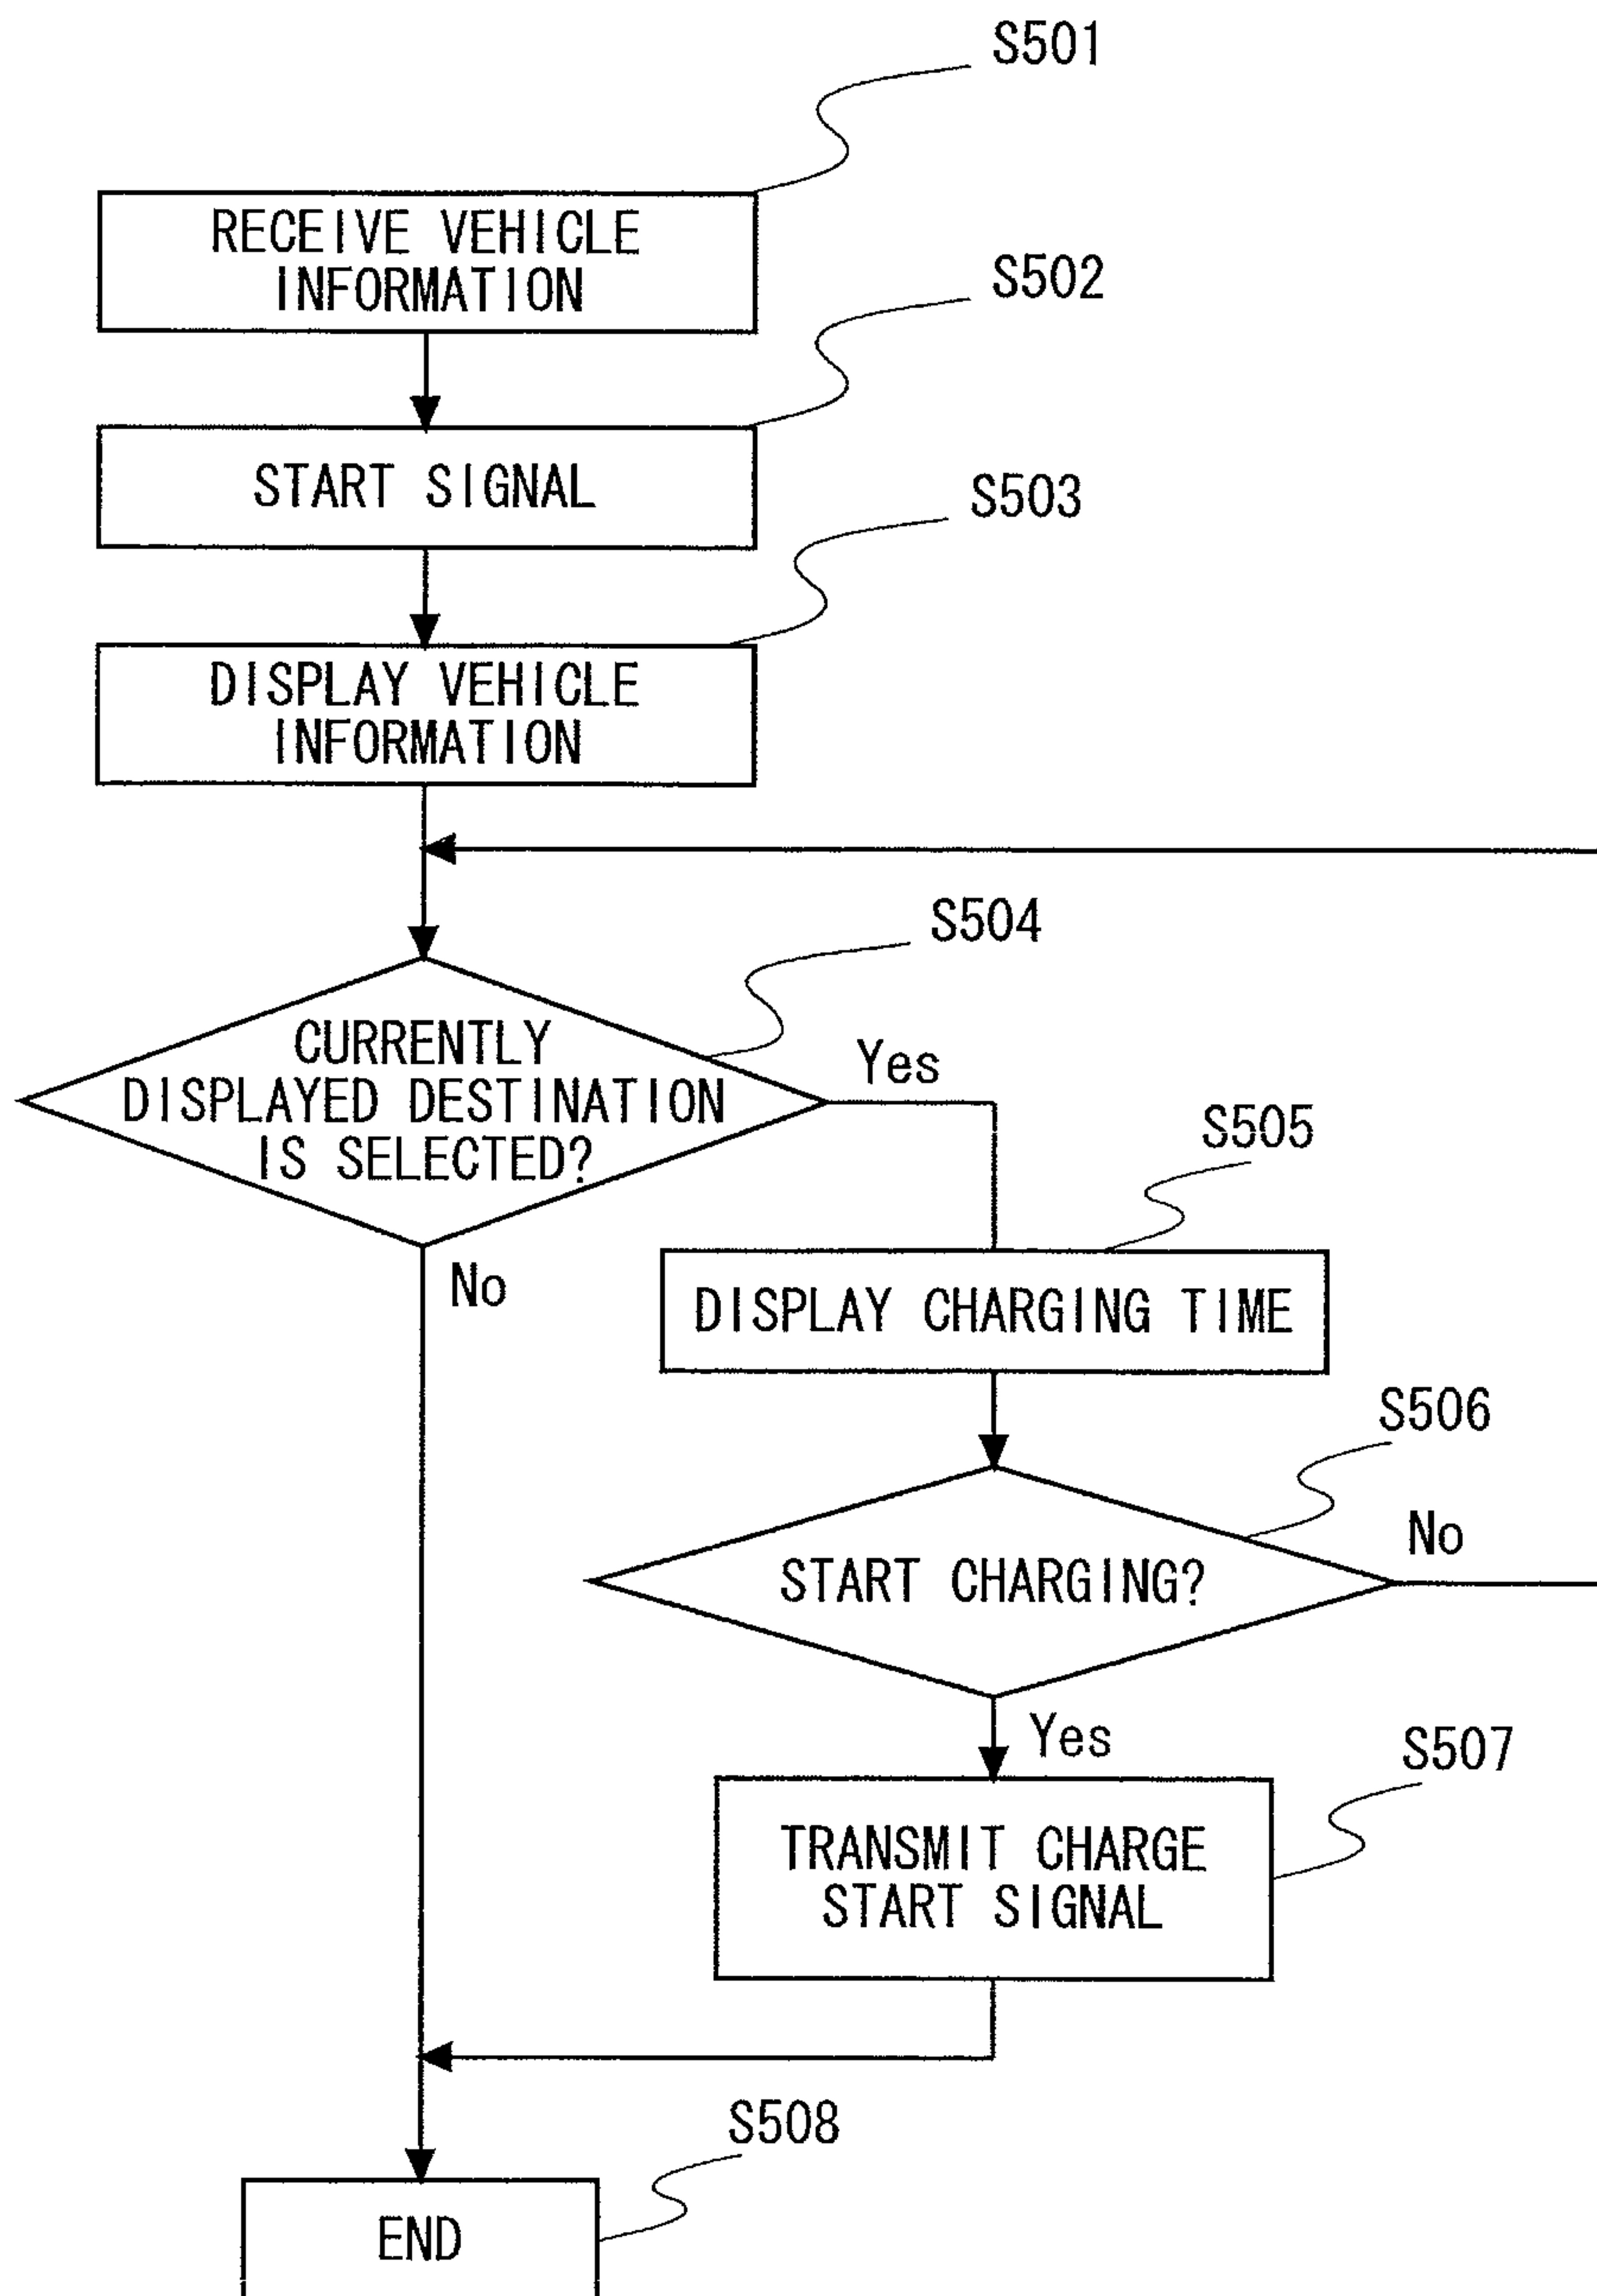 S501
RECEIVE VEHICLE
INFORMATION
S502
START SIGNAL
S503
DISPLAY VEHICLE
INFORMATION
S504
CURRENTLY
DISPLAYED DESTINATION
IS SELECTED?
Yes
No
S505
DISPLAY CHARGING TIME
S506
START CHARGING?
No
Yes
S507
TRANSMIT CHARGE
START SIGNAL
S508
END